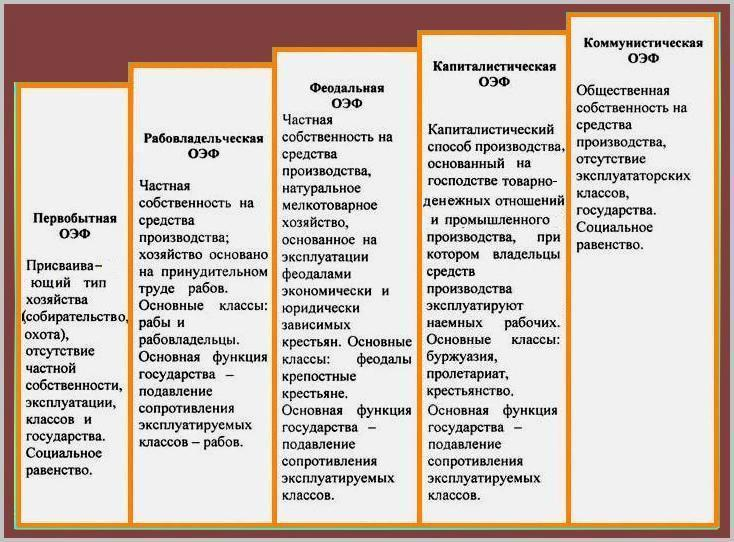 Первобытная
ОЭФ
Присваива–
ющий тип
хозяйства
(собирательство,
охота),
отсутствие
частной
собственности,
эксплуатации,
классов и
государства.
Социальное
равенство.
Рабовладельческая
ОЭФ
Частная
собственность на
средства
производства;
хозяйство основано
на принудительном
труде рабов.
Основные классы:
рабы и
рабовладельцы.
Основная функция
государства –
подавление
сопротивления
эксплуатируемых
классов – рабов.
Феодальная
ОЭФ
Частная
собственность на
средства
производства,
натуральное
мелкотоварное
хозяйство,
основанное на
эксплуатации
феодалами
экономически и
юридически
зависимых
крестьян. Основные
классы: феодалы
крепостные
крестьяне.
Основная функция
государства –
подавление
сопротивления
эксплуатируемых
классов.
Капиталистическая
ОЭФ
Капиталистический
способ производства,
основанный на
господстве товарно-
денежных отношений
и промышленного
производства, при
котором владельцы
средств
производства
эксплуатируют
наемных рабочих.
Основные классы:
буржуазия,
пролетариат,
крестьянство.
Основная функция
государства –
подавление
сопротивления
эксплуатируемых
классов.
Коммунистическая
ОЭФ
Общественная
собственность на
средства
производства,
отсутствие
эксплуататорских
классов,
государства.
Социальное
равенство.